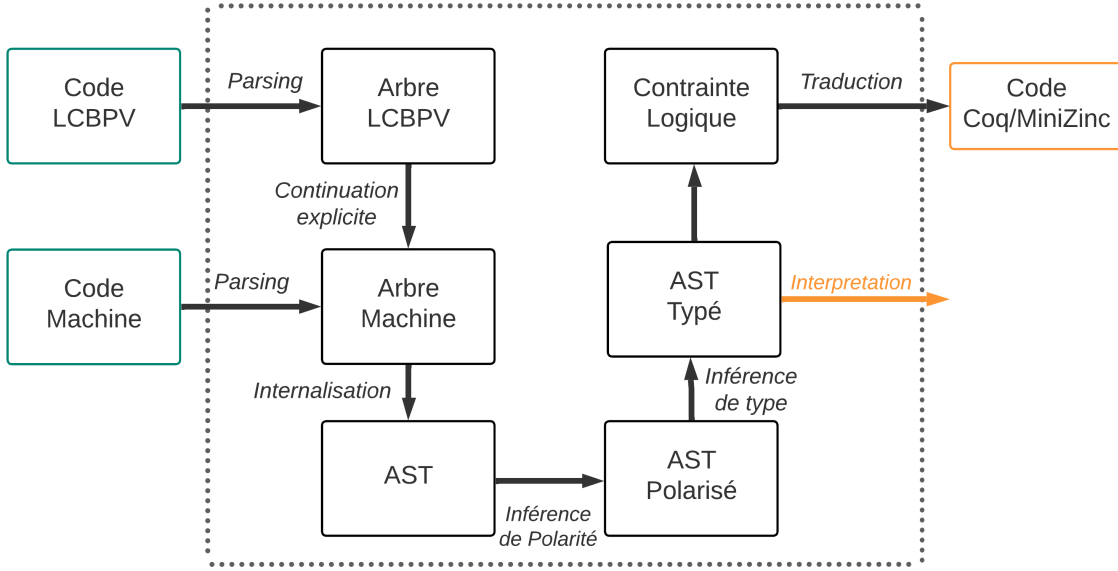 Code
LCBPV
Parsing
Arbre
LCBPV
Contrainte
Logique
Traduction
Code
Coq/MiniZinc
Continuation
explicite
Code
Machine
Parsing
Arbre
Machine
AST
Typé
Interpretation
Internalisation
Inférence
de type
AST
Inférence
de Polarité
AST
Polarisé